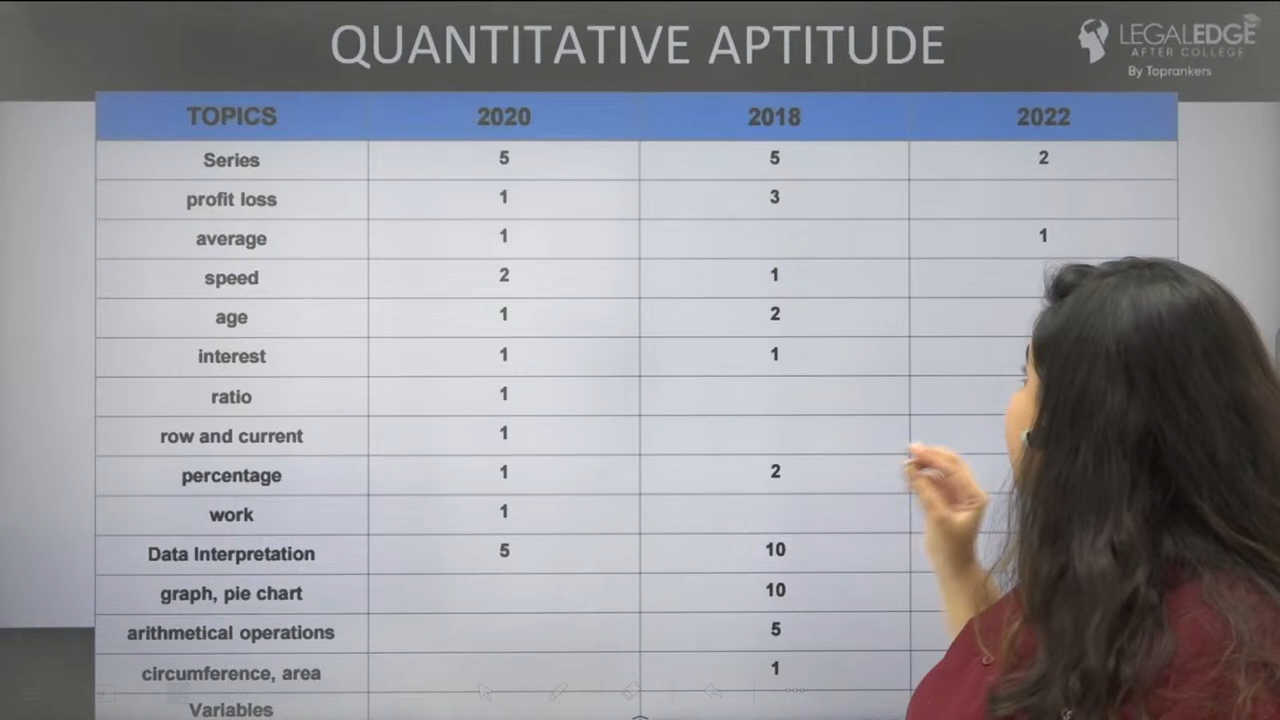 QUANTITATIVE APTITUDE
LEGALEDGE
AFTER COLLEGE
By Toprankers
TOPICS 2020 2018 2022
Series 5 5 2
profit loss 1 3
average 1 1
speed 2 1
age 1 2
interest 1 1
ratio 1
row and current 1
percentage 1 2
work 1
Data Interpretation 5 10
graph, pie chart 10
arithmetical operations 5
circumference, area 1
Variables